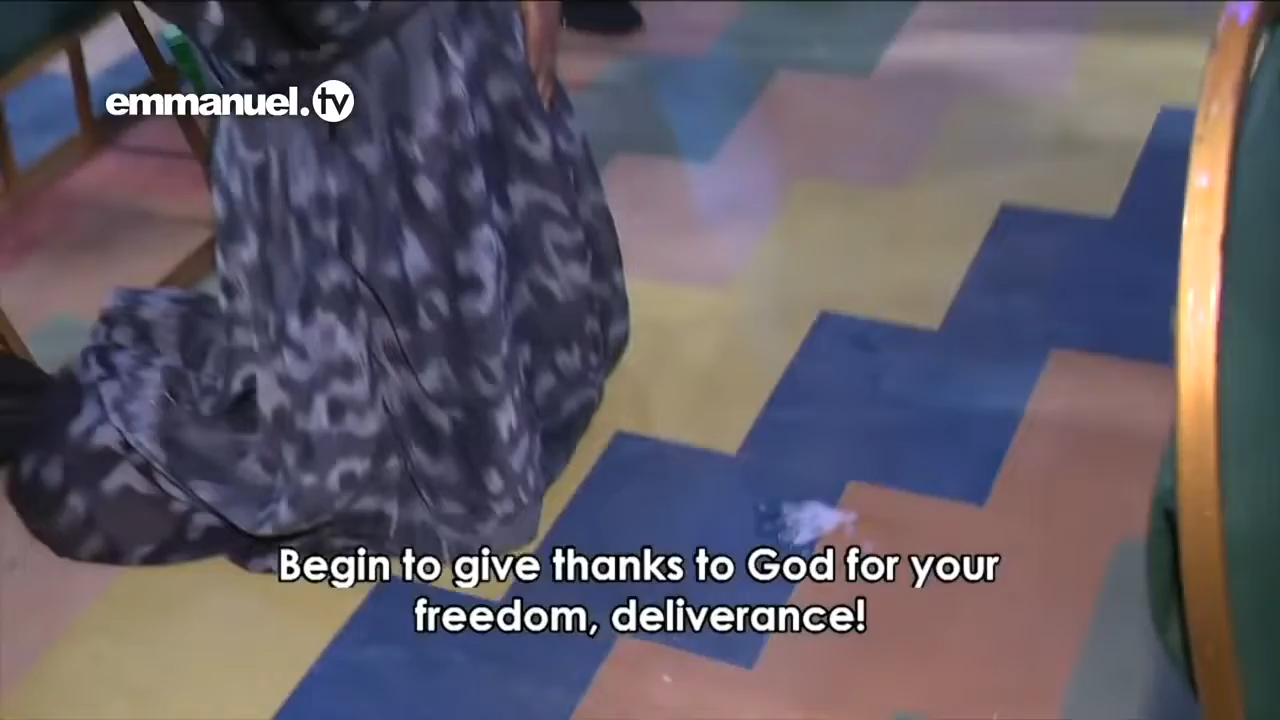 emmanuel.tv
Begin to give thanks to God for your
freedom, deliverance!